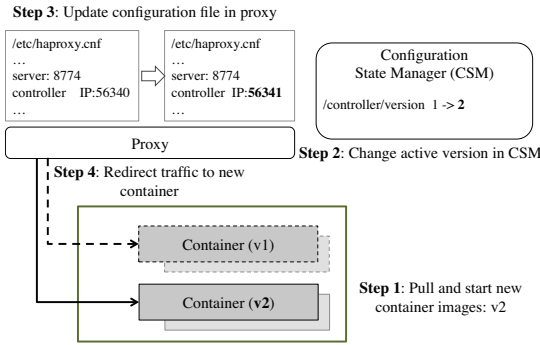 Step 3: Update configuration file in proxy
/etc/haproxy.cnf
…
server: 8774
controller IP:56340
…
/etc/haproxy.cnf
…
server: 8774
controller IP:56341
…
Configuration
State Manager (CSM)
/controller/version 1 -> 2
Proxy
Step 2: Change active version in CSM
Step 4: Redirect traffic to new
container
Container (v1)
Container (v2)
Step 1: Pull and start new
container images: v2